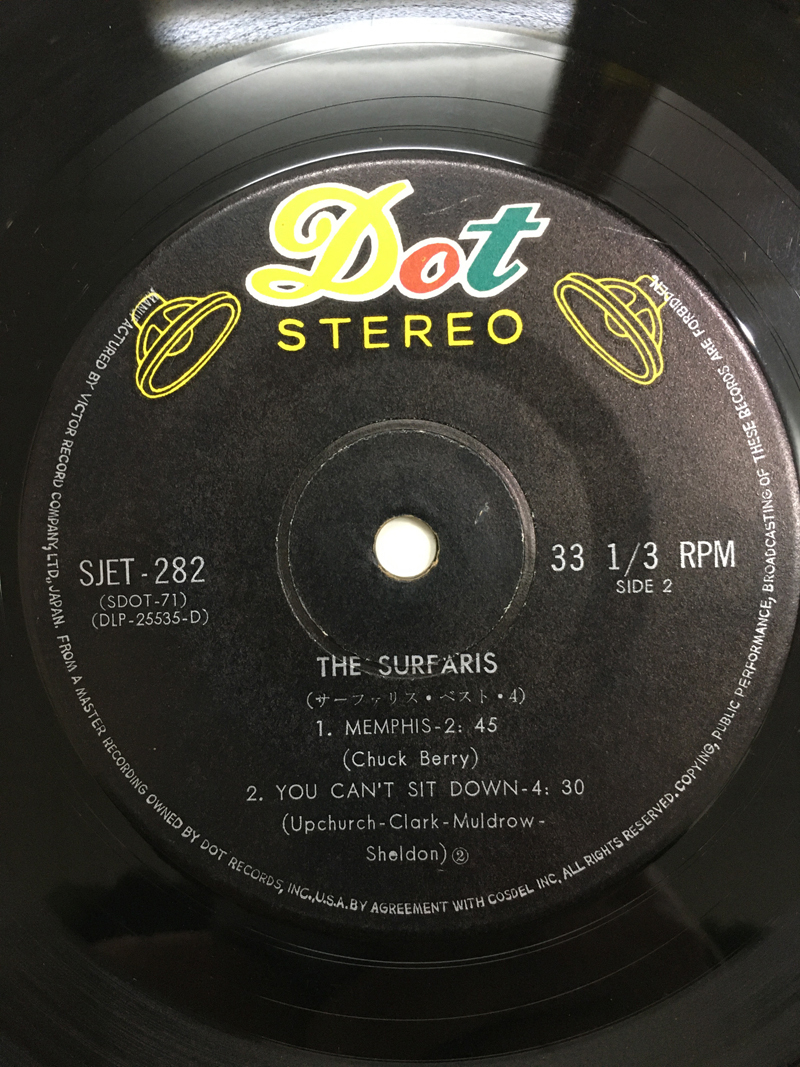 Dot
STEREO
SJET-282
(SDOT-71)
(DLP-25535-D)
33 1/3 RPM
SIDE 2
THE SURFARIS
(サーファリス・ベスト・4)
1. MEMPHIS-2: 45
(Chuck Berry)
2. YOU CAN'T SIT DOWN-4: 30
(Upchurch-Clark-Muldrow-
Sheldon)②
MANUFACTURED BY VICTOR RECORD COMPANY, LTD., JAPAN. FROM A MASTER RECORDING OWNED BY DOT RECORDS, INC., U.S.A. BY AGREEMENT WITH COSDEL INC. ALL RIGHTS RESERVED. COPYING, PUBLIC PERFORMANCE, BROADCASTING OF THESE RECORDS ARE FORBIDDEN.